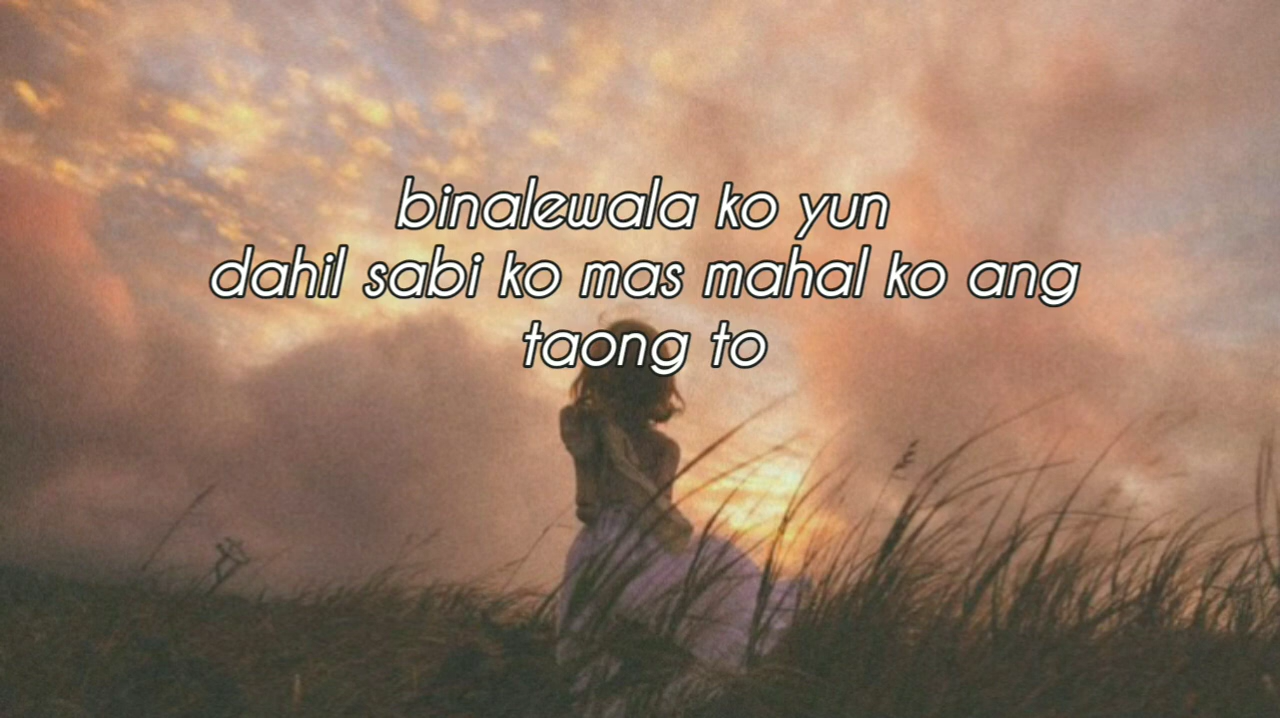 binalewala ko yun
dahil sabi ko mas mahal ko ang
taong to